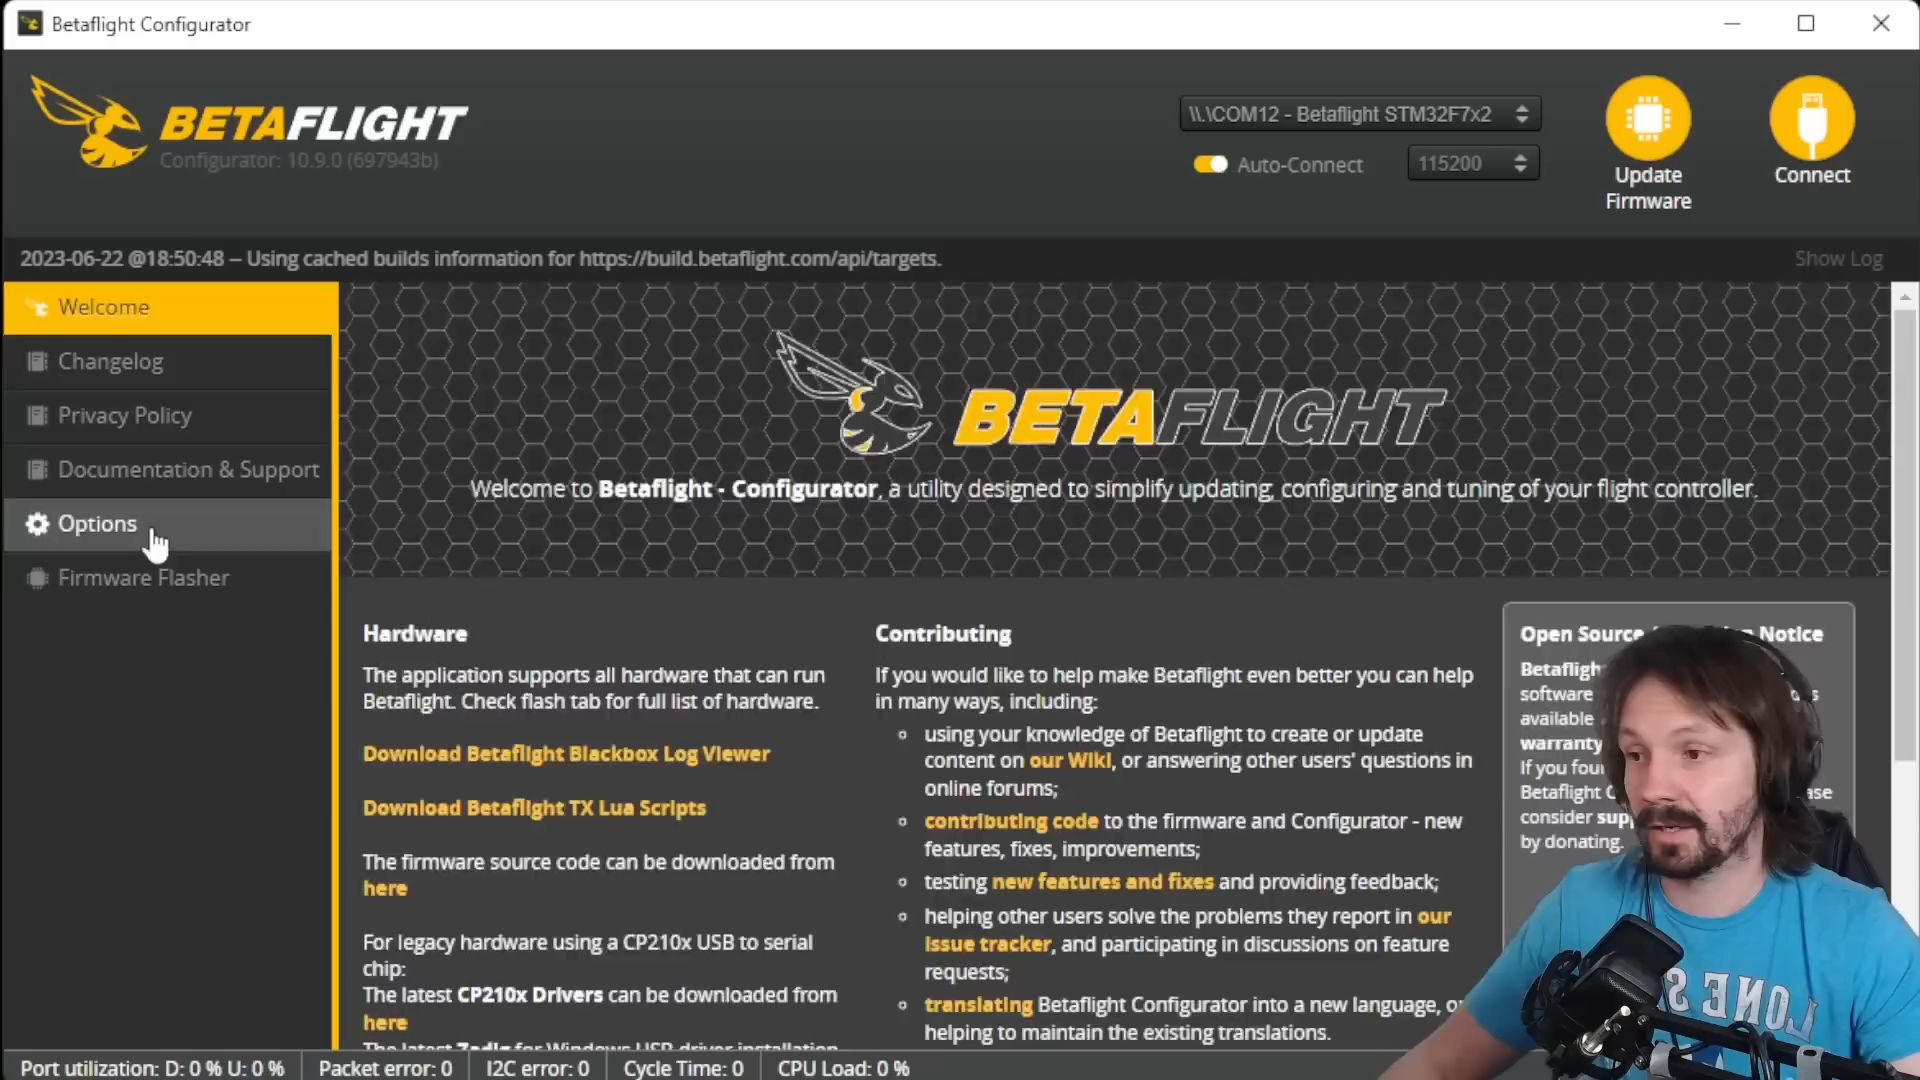 Betaflight Configurator
BETAFLIGHT
Configurator: 10.9.0 (697943b)
\\.\COM12 - Betaflight STM32F7x2
Auto-Connect
115200
Update
Firmware
Connect
2023-06-22 @18:50:48 -- Using cached builds information for https://build.betaflight.com/api/targets.
Show Log
Welcome
Changelog
Privacy Policy
Documentation & Support
Options
Firmware Flasher
BETAFLIGHT
Welcome to Betaflight - Configurator, a utility designed to simplify updating, configuring and tuning of your flight controller.
Hardware
The application supports all hardware that can run
Betaflight. Check flash tab for full list of hardware.
Download Betaflight Blackbox Log Viewer
Download Betaflight TX Lua Scripts
The firmware source code can be downloaded from
here
For legacy hardware using a CP210x USB to serial
chip:
The latest CP210x Drivers can be downloaded from
here
The latest Zadig for Windows USB driver installation
Contributing
If you would like to help make Betaflight even better you can help
in many ways, including:
using your knowledge of Betaflight to create or update
content on our Wiki, or answering other users' questions in
online forums;
contributing code to the firmware and Configurator - new
features, fixes, improvements;
testing new features and fixes and providing feedback;
helping other users solve the problems they report in our
issue tracker, and participating in discussions on feature
requests;
translating Betaflight Configurator into a new language, or
helping to maintain the existing translations.
Open Source Notice
Betaflight
software
available
warranty
If you
Betaflight
consider
by donating.
Port utilization: D: 0 % U: 0 %
Packet error: 0
I2C error: 0
Cycle Time: 0
CPU Load: 0 %